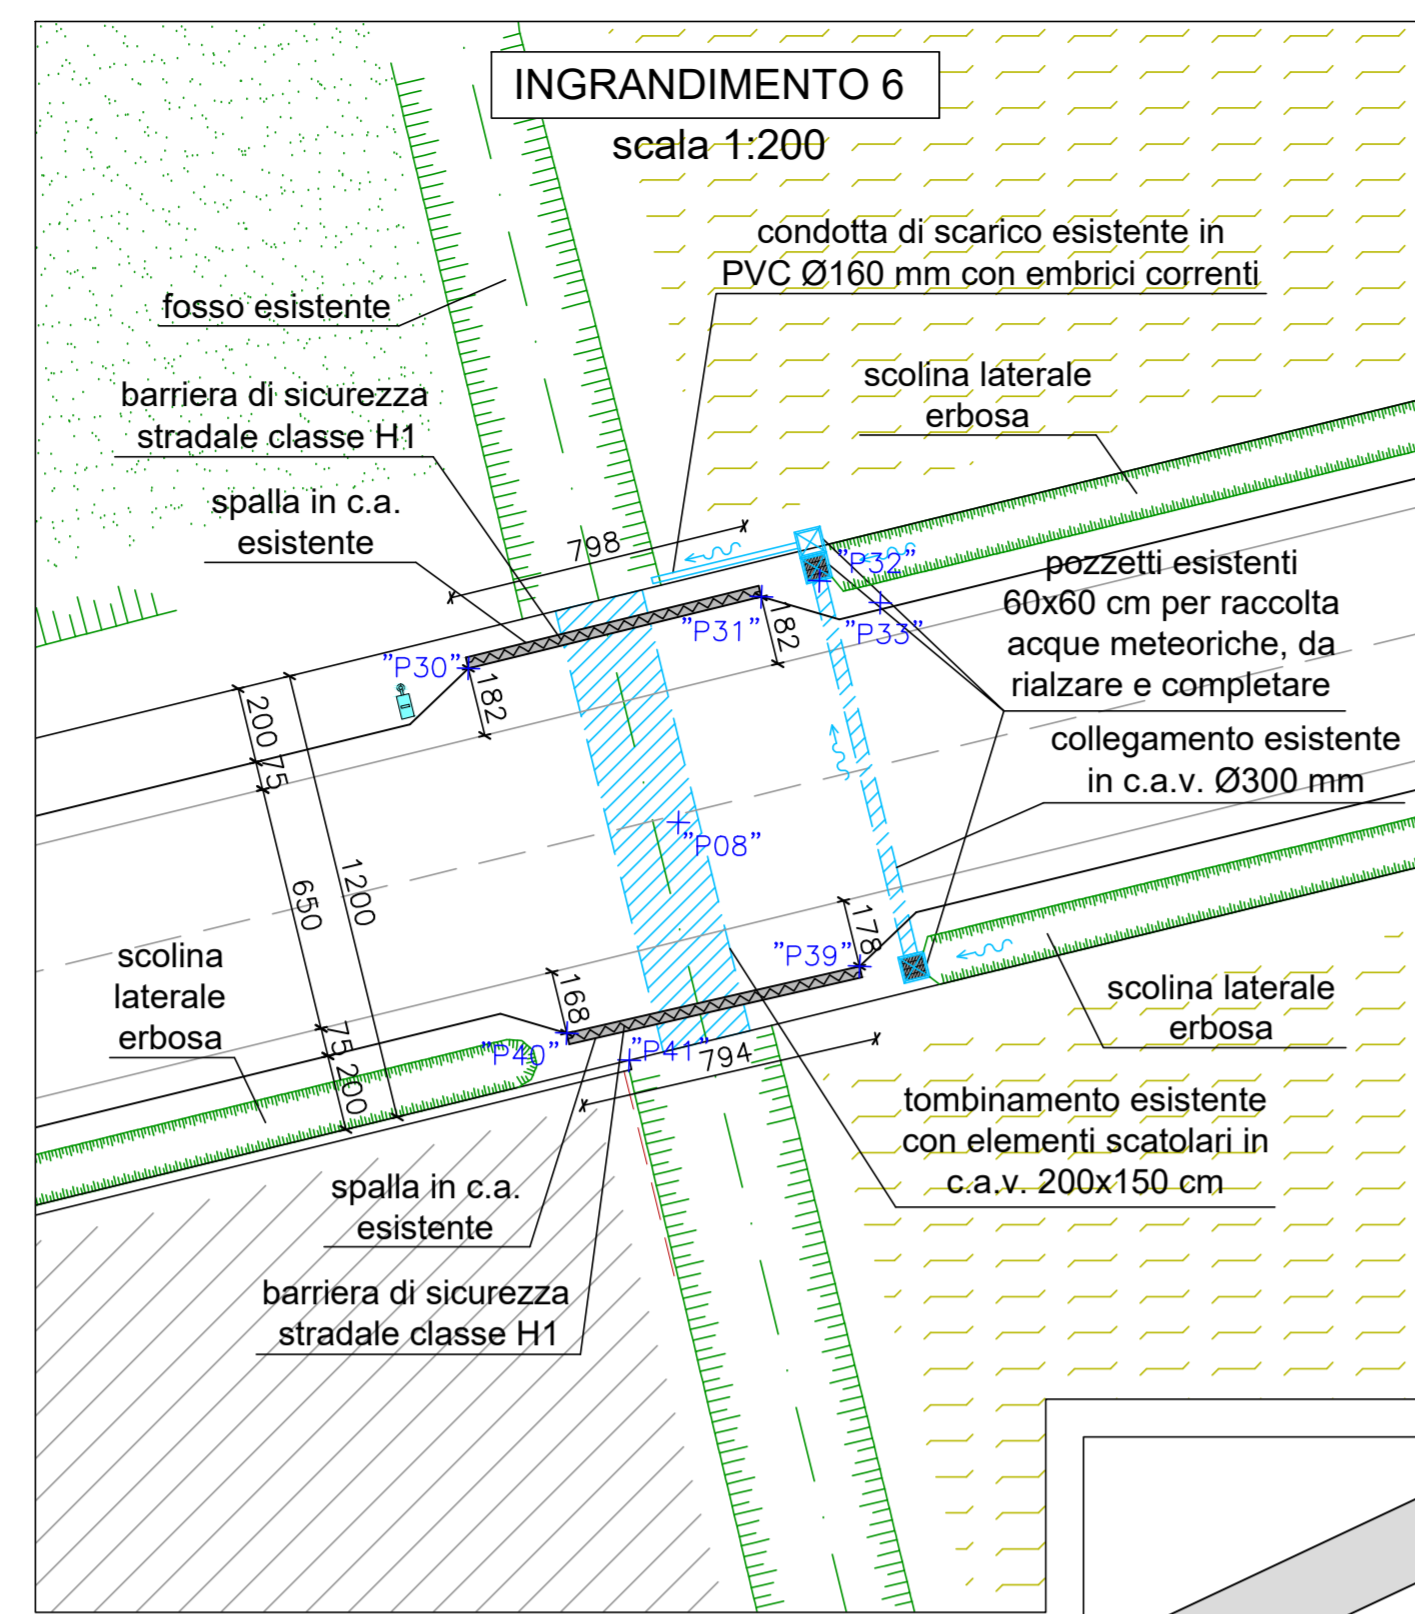 INGRANDIMENTO 6
scala 1:200
condotta di scarico esistente in
PVC Ø160 mm con embrici correnti
fosso esistente
barriera di sicurezza
stradale classe H1
scolina laterale
erbosa
spalla in c.a.
esistente
798
"P32"
pozzetti esistenti
60x60 cm per raccolta
acque meteoriche, da
rialzare e completare
"P31"
"P33"
182
"P30"
182
200
75
collegamento esistente
in c.a.v. Ø300 mm
"P08"
650
1200
178
"P39"
scolina
laterale
erbosa
168
scolina laterale
erbosa
"P40"
"P41"
794
75
200
tombinamento esistente
con elementi scatolari in
c.a.v. 200x150 cm
spalla in c.a.
esistente
barriera di sicurezza
stradale classe H1